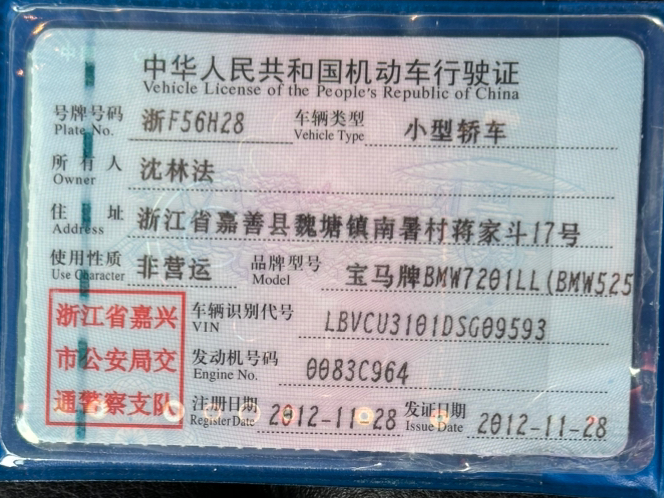 中华人民共和国机动车行驶证
Vehicle License of the People's Republic of China
号牌号码 浙F56H28 车辆类型 小型轿车
Plate No. Vehicle Type
所有人 沈林法
Owner
住址 浙江省嘉善县魏塘镇南暑村蒋家斗17号
Address
使用性质 非营运 品牌型号 宝马牌BMW7201LL(BMW525
Use Character Model
浙江省嘉兴
市公安局交
通警察支队
车辆识别代号 LBVCU3101DSG09593
VIN
发动机号码 0083C964
Engine No.
注册日期 2012-11-28 发证日期 2012-11-28
Register Date Issue Date